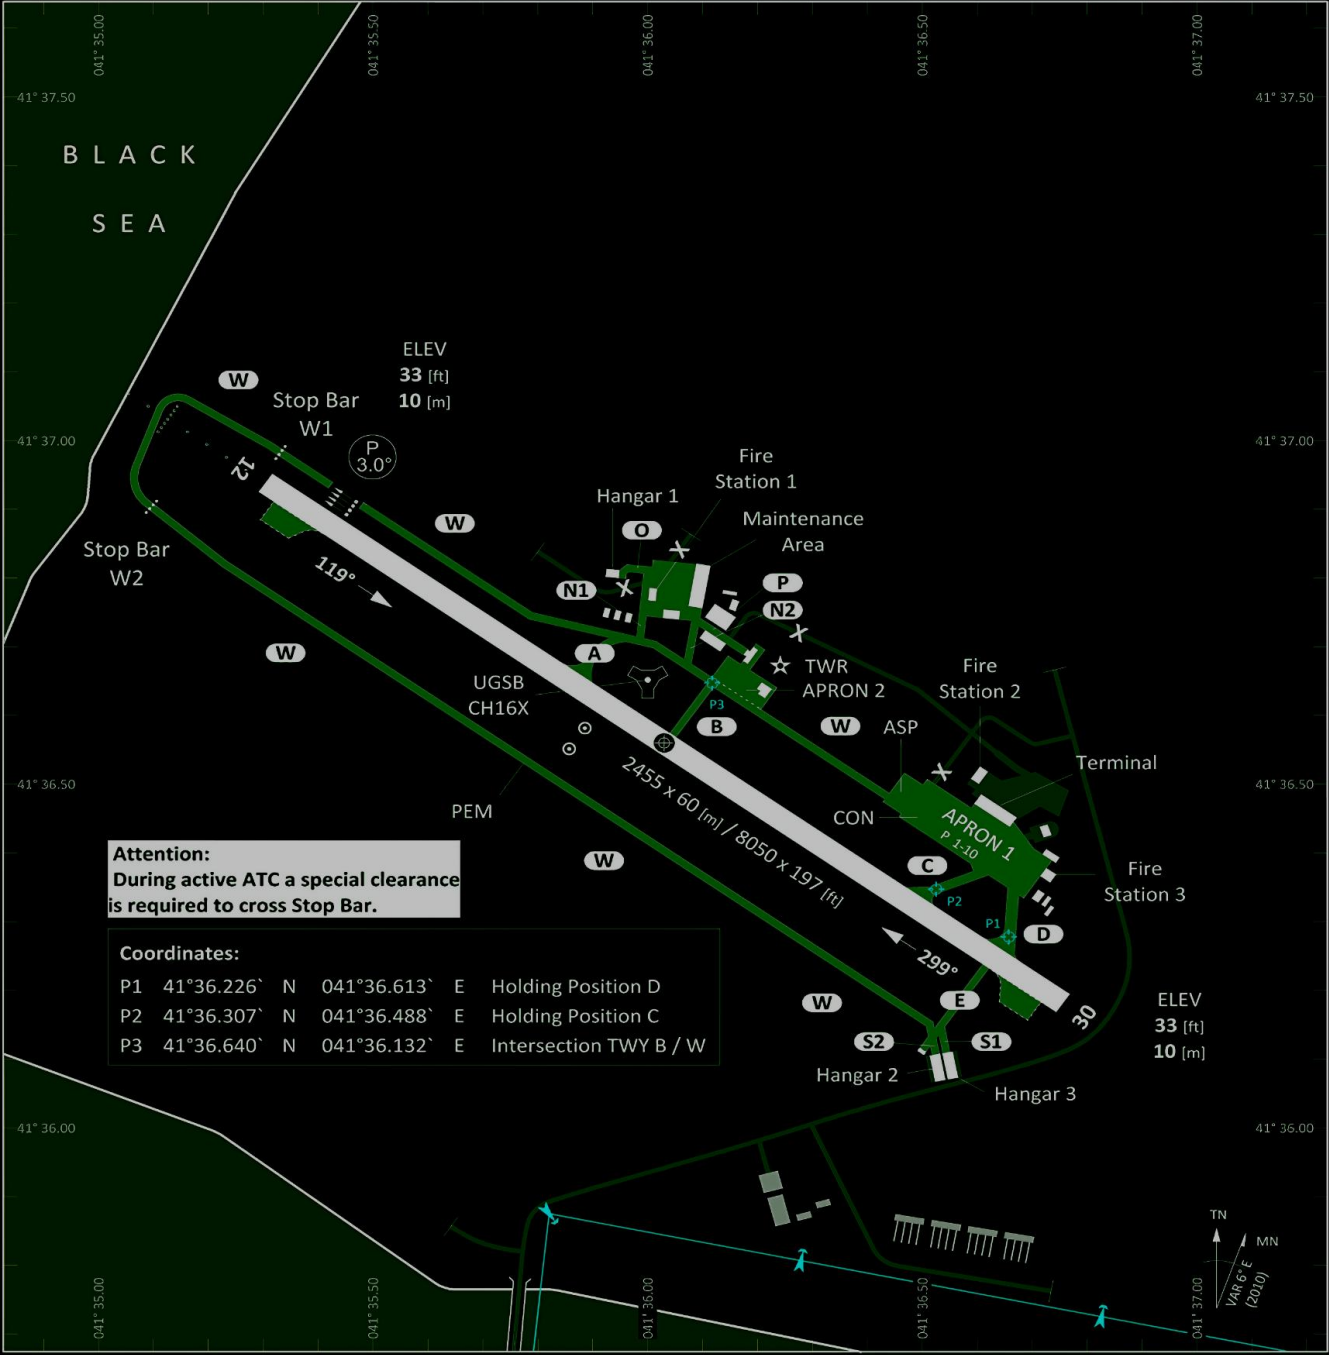 041° 35.00
041° 35.50
041° 36.00
041° 36.50
041° 37.00
41° 37.50
41° 37.50
BLACK
SEA
ELEV
33 [ft]
10 [m]
W
Stop Bar
W1
P
3.0°
41° 37.00
41° 37.00
12
Fire
Station 1
Hangar 1
W
O
Maintenance
Area
Stop Bar
W2
119°
N1
P
N2
W
A
TWR
UGSB
CH16X
APRON 2
P3
B
W
Fire
Station 2
ASP
Terminal
41° 36.50
41° 36.50
2455 x 60 [m] / 8050 x 197 [ft]
PEM
CON
APRON 1
P 1-10
W
C
Fire
Station 3
P2
P1
D
Attention:
During active ATC a special clearance
is required to cross Stop Bar.
299°
Coordinates:
P1 41°36.226` N 041°36.613` E Holding Position D
P2 41°36.307` N 041°36.488` E Holding Position C
P3 41°36.640` N 041°36.132` E Intersection TWY B / W
W
E
30
ELEV
33 [ft]
10 [m]
S2
S1
Hangar 2
Hangar 3
41° 36.00
41° 36.00
TN
MN
VAR 6° E
(2010)
041° 35.00
041° 35.50
041° 36.00
041° 36.50
041° 37.00